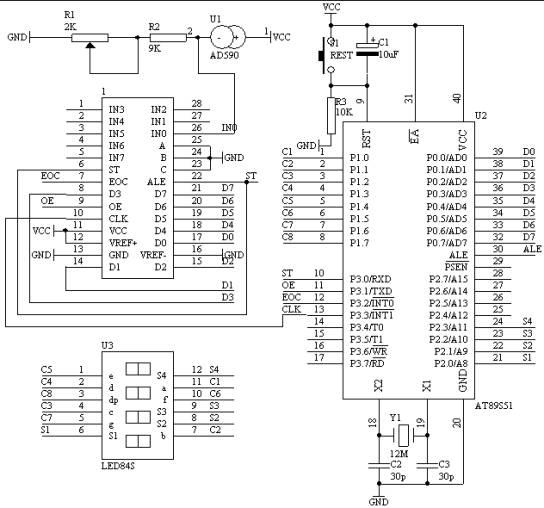 VCC
R1
2K
GND
R2
9K
2
U1
AD590
1
VCC
S1
REST
C1
+
10uF
R3
10K
GND
9
31
40
U2
RST
EA
VCC
1
1 IN3 IN2 28
2 IN4 IN1 27
3 IN5 IN0 26 IN0
4 IN6 A 25
5 IN7 B 24 GND
6 ST C 23
EOC 7 EOC ALE 22 ST
8 D3 D7 21 D7
OE 9 OE D6 20 D6
10 CLK D5 19 D5
VCC 11 VCC D4 18 D4
12 VREF+ D0 17 D0
GND 13 GND VREF- 16 GND
14 D1 D2 15 D2
D1
D3
C1 1 P1.0 P0.0/AD0 39 D0
C2 2 P1.1 P0.1/AD1 38 D1
C3 3 P1.2 P0.2/AD2 37 D2
C4 4 P1.3 P0.3/AD3 36 D3
C5 5 P1.4 P0.4/AD4 35 D4
C6 6 P1.5 P0.5/AD5 34 D5
C7 7 P1.6 P0.6/AD6 33 D6
C8 8 P1.7 P0.7/AD7 32 D7
ALE 30 ALE
PSEN 29
ST 10 P3.0/RXD P2.7/A15 28
OE 11 P3.1/TXD P2.6/A14 27
EOC 12 P3.2/INT0 P2.5/A13 26
CLK 13 P3.3/INT1 P2.4/A12 25
14 P3.4/T0 P2.3/A11 24 S4
15 P3.5/T1 P2.2/A10 23 S3
16 P3.6/WR P2.1/A9 22 S2
17 P3.7/RD P2.0/A8 21 S1
X2
X1
GND
AT89S51
18
19
20
Y1
12M
C2
30p
C3
30p
GND
U3
C5 1 e S4 12 S4
C4 2 d a 11 C1
C8 3 dp f 10 C6
C3 4 c S3 9 S3
C7 5 g S2 8 S2
S1 6 S1 b 7 C2
LED84S